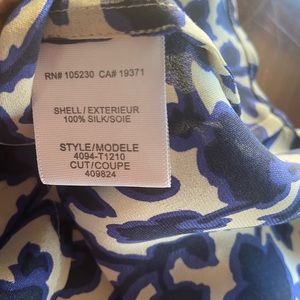 RN# 105230 CA# 19371
SHELL/EXTERIEUR
100% SILK/SOIE
STYLE/MODELE
4094-T1210
CUT/COUPE
409824